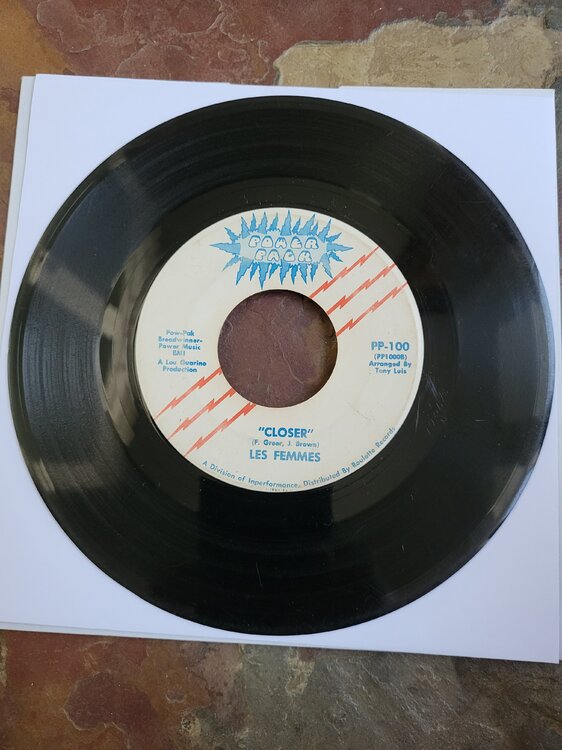 POWER
PACK
Pow-Pak
Breadwinner-
Power Music
BMI
A Lou Guarino
Production
PP-100
(PP1000B)
Arranged By
Tony Luis
"CLOSER"
(F. Greer, J. Brown)
LES FEMMES
A Division of Inperformance, Distributed By Roulette Records